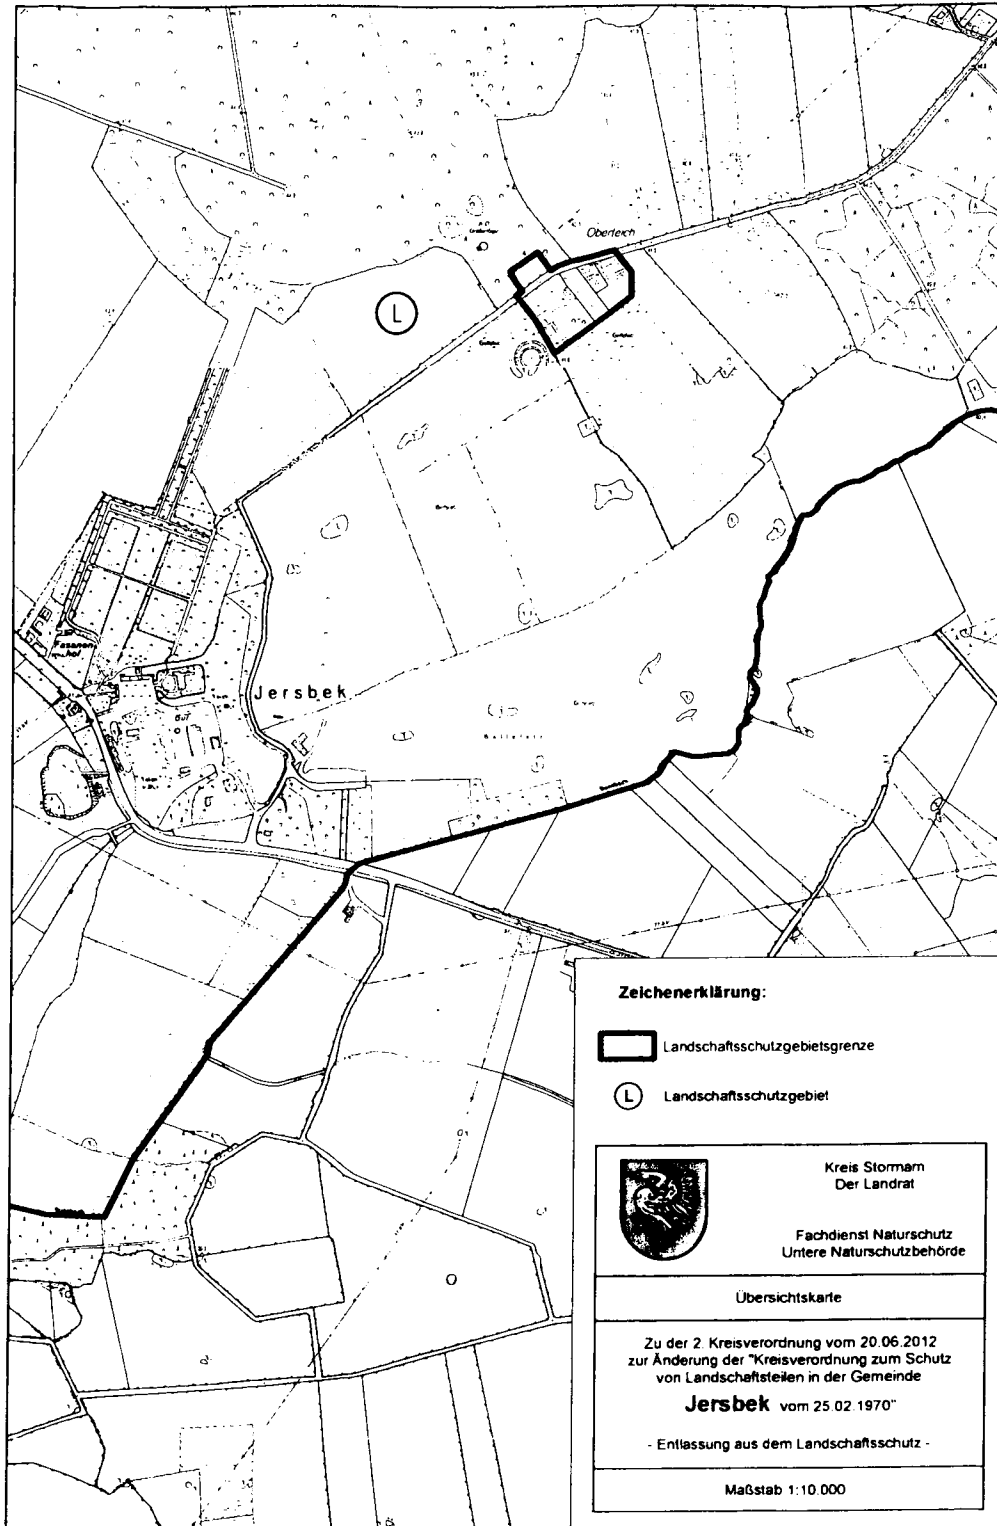 Oberteich
L
Fasanen
hof
Jersbek
Gut
Zeichenerklärung:
Landschaftsschutzgebietsgrenze
L Landschaftsschutzgebiet
Kreis Stormarn
Der Landrat
Fachdienst Naturschutz
Untere Naturschutzbehörde
Übersichtskarte
Zu der 2. Kreisverordnung vom 20.06.2012
zur Änderung der "Kreisverordnung zum Schutz
von Landschaftsteilen in der Gemeinde
Jersbek vom 25.02.1970"
- Entlassung aus dem Landschaftsschutz -
Maßstab 1:10.000